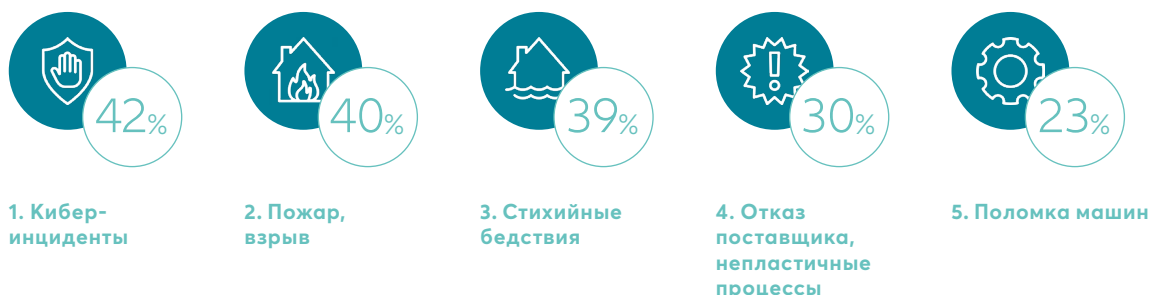 42%
40%
39%
30%
23%
1. Кибер-
инциденты
2. Пожар,
взрыв
3. Стихийные
бедствия
4. Отказ
поставщика,
непластичные
процессы
5. Поломка машин